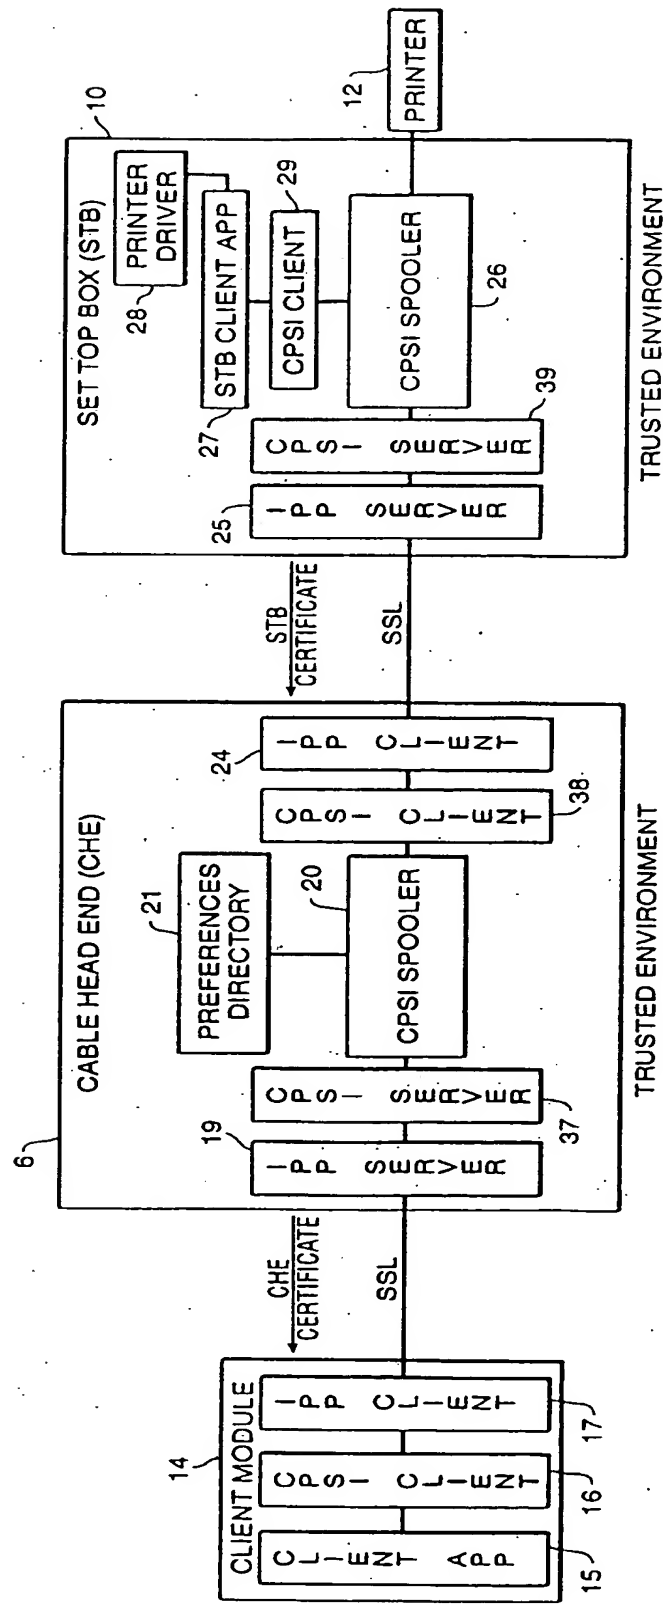 14
CLIENT MODULE
CLIENT APP
15
CPSI CLIENT
16
IPP CLIENT
17
CHE
CERTIFICATE
SSL
6
CABLE HEAD END (CHE)
19
IPP SERVER
CPSI SERVER
37
21
PREFERENCES
DIRECTORY
20
CPSI SPOOLER
CPSI CLIENT
38
24
IPP CLIENT
TRUSTED ENVIRONMENT
STB
CERTIFICATE
SSL
10
SET TOP BOX (STB)
25
IPP SERVER
CPSI SERVER
39
28
PRINTER
DRIVER
27
STB CLIENT APP
29
CPSI CLIENT
CPSI SPOOLER
26
TRUSTED ENVIRONMENT
12
PRINTER